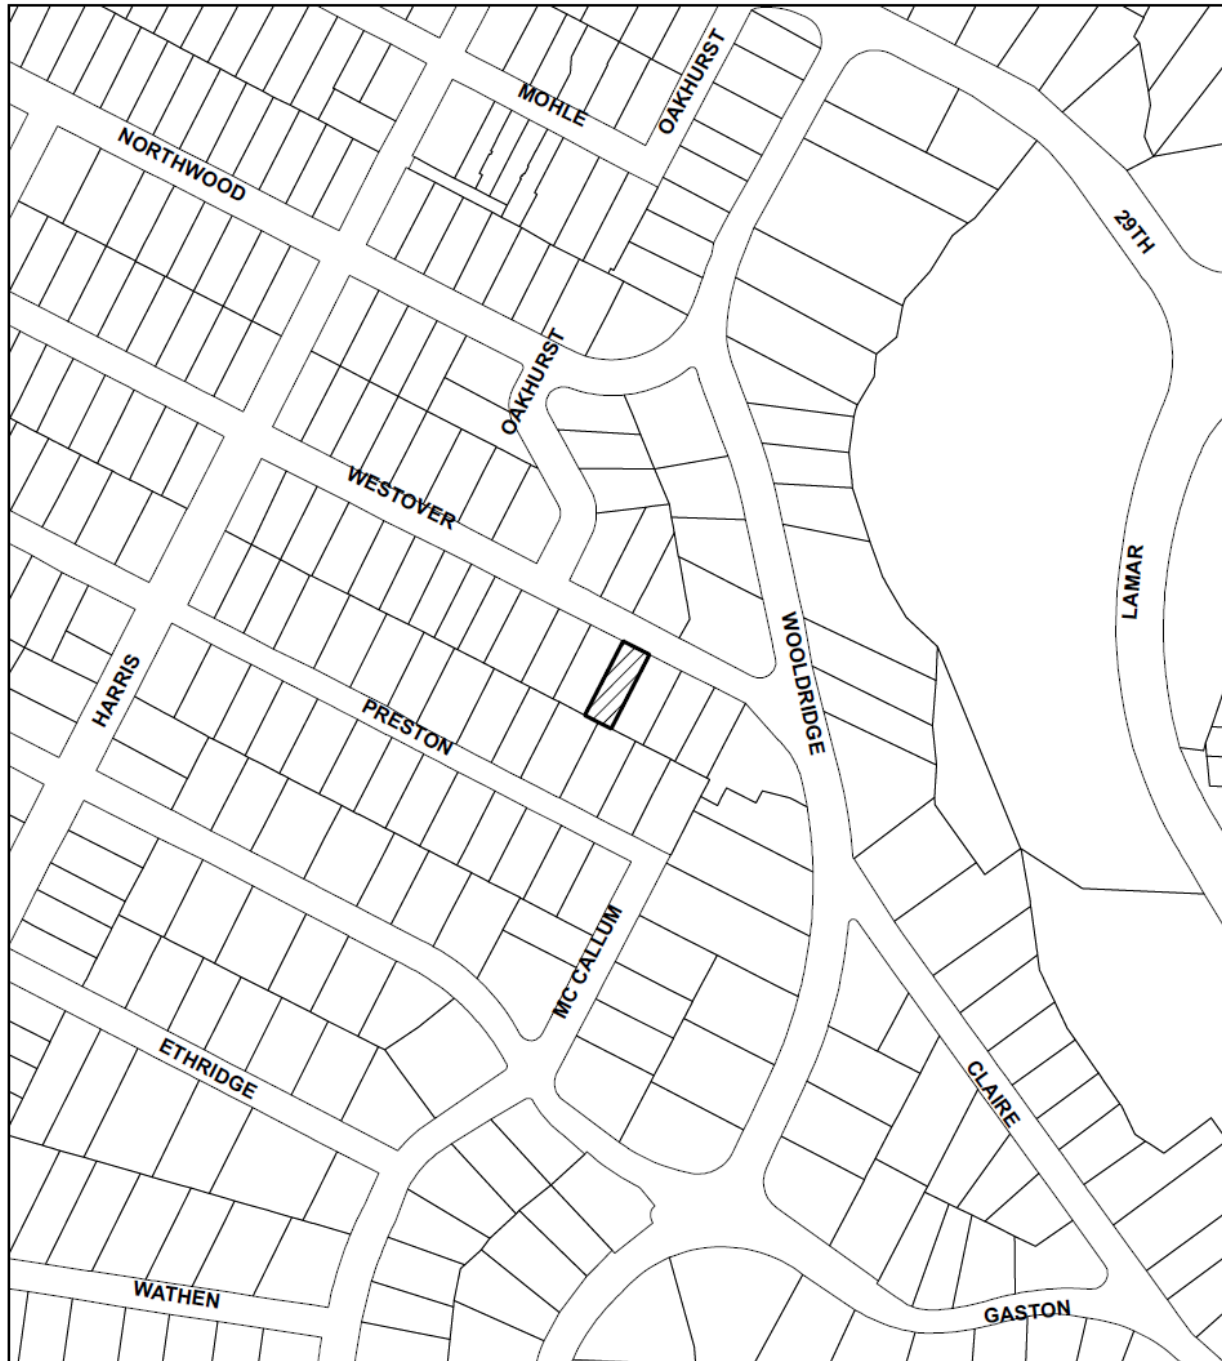 OAKHURST
MOHLE
NORTHWOOD
29TH
OAKHURST
WESTOVER
LAMAR
WOOLDRIDGE
HARRIS
PRESTON
MC CALLUM
ETHRIDGE
CLAIRE
WATHEN
GASTON